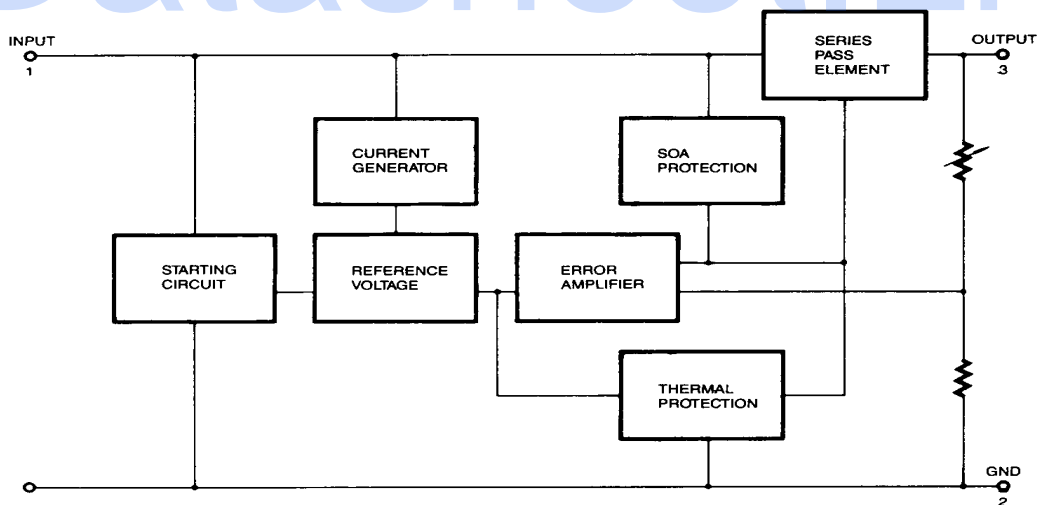 INPUT
1
SERIES
PASS
ELEMENT
OUTPUT
3
CURRENT
GENERATOR
SOA
PROTECTION
STARTING
CIRCUIT
REFERENCE
VOLTAGE
ERROR
AMPLIFIER
THERMAL
PROTECTION
GND
2